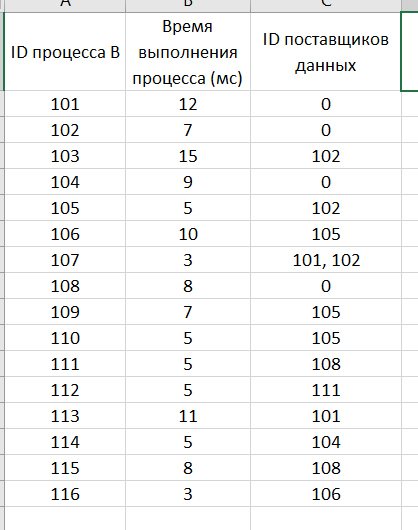 A B C
ID процесса B Время выполнения процесса (мс) ID поставщиков данных
101 12 0
102 7 0
103 15 102
104 9 0
105 5 102
106 10 105
107 3 101, 102
108 8 0
109 7 105
110 5 105
111 5 108
112 5 111
113 11 101
114 5 104
115 8 108
116 3 106